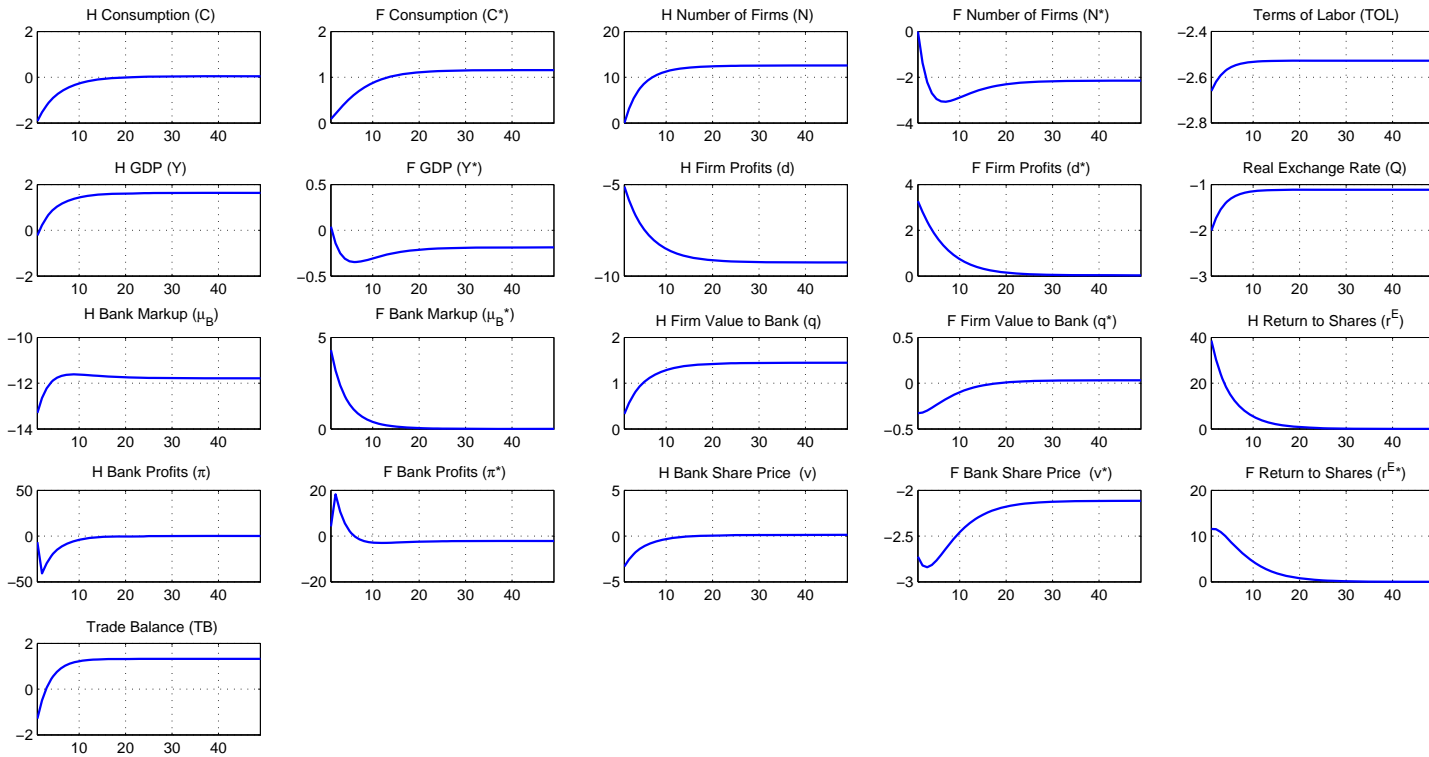 H Consumption (C)
2
0
−2
10 20 30 40
F Consumption (C*)
2
1
0
10 20 30 40
H Number of Firms (N)
20
10
0
10 20 30 40
F Number of Firms (N*)
0
−2
−4
10 20 30 40
Terms of Labor (TOL)
−2.4
−2.6
−2.8
10 20 30 40
H GDP (Y)
2
0
−2
10 20 30 40
F GDP (Y*)
0.5
0
−0.5
10 20 30 40
H Firm Profits (d)
−5
−10
10 20 30 40
F Firm Profits (d*)
4
2
0
10 20 30 40
Real Exchange Rate (Q)
−1
−2
−3
10 20 30 40
H Bank Markup (μ_B)
−10
−12
−14
10 20 30 40
F Bank Markup (μ_B*)
5
0
10 20 30 40
H Firm Value to Bank (q)
2
1
0
10 20 30 40
F Firm Value to Bank (q*)
0.5
0
−0.5
10 20 30 40
H Return to Shares (r^E)
40
20
0
10 20 30 40
H Bank Profits (π)
50
0
−50
10 20 30 40
F Bank Profits (π*)
20
0
−20
10 20 30 40
H Bank Share Price (v)
5
0
−5
10 20 30 40
F Bank Share Price (v*)
−2
−2.5
−3
10 20 30 40
F Return to Shares (r^E*)
20
10
0
10 20 30 40
Trade Balance (TB)
2
0
−2
10 20 30 40